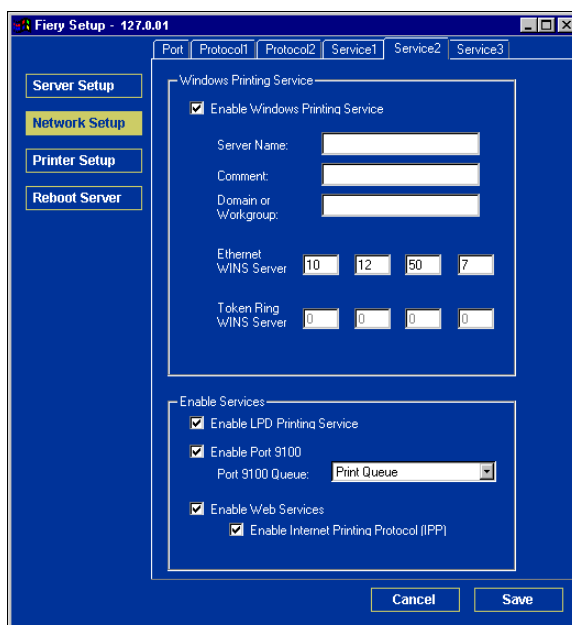 Fiery Setup - 127.0.01
Port Protocol1 Protocol2 Service1 Service2 Service3
Server Setup
Network Setup
Printer Setup
Reboot Server
Windows Printing Service
Enable Windows Printing Service
Server Name:
Comment:
Domain or
Workgroup:
Ethernet
WINS Server 10 12 50 7
Token Ring
WINS Server 0 0 0 0
Enable Services
Enable LPD Printing Service
Enable Port 9100
Port 9100 Queue: Print Queue
Enable Web Services
Enable Internet Printing Protocol (IPP)
Cancel Save